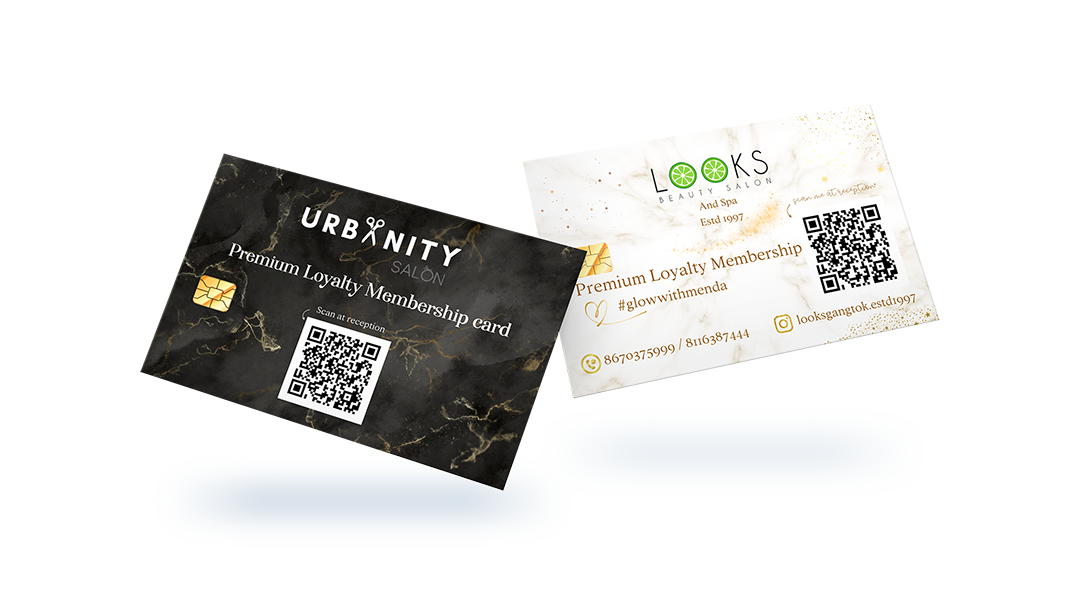 URBANITY
SALON
Premium Loyalty Membership card
Scan at reception
LOOKS
BEAUTY SALON
And Spa
Estd 1997
scan me at reception
Premium Loyalty Membership
#glowwithmenda
8670375999 / 8116387444
looksgangtok.estd1997